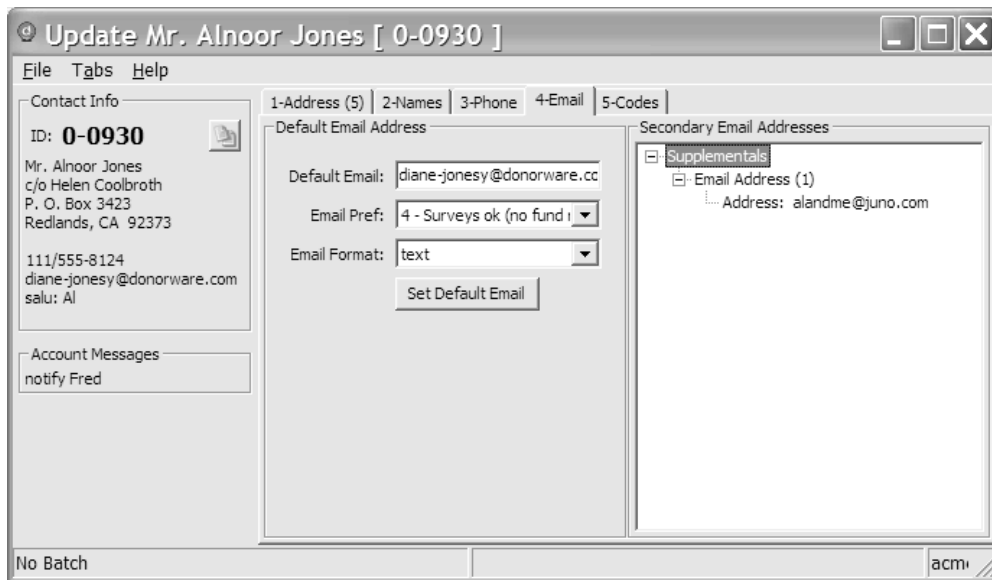 Update Mr. Alnoor Jones [ 0-0930 ]
File Tabs Help
Contact Info
ID: 0-0930
Mr. Alnoor Jones
c/o Helen Coolbroth
P. O. Box 3423
Redlands, CA 92373
111/555-8124
diane-jonesy@donorware.com
salu: Al
Account Messages
notify Fred
1-Address (5) 2-Names 3-Phone 4-Email 5-Codes
Default Email Address
Default Email: diane-jonesy@donorware.cc
Email Pref: 4 - Surveys ok (no fund r
Email Format: text
Set Default Email
Secondary Email Addresses
Supplementals
Email Address (1)
Address: alandme@juno.com
No Batch
acm